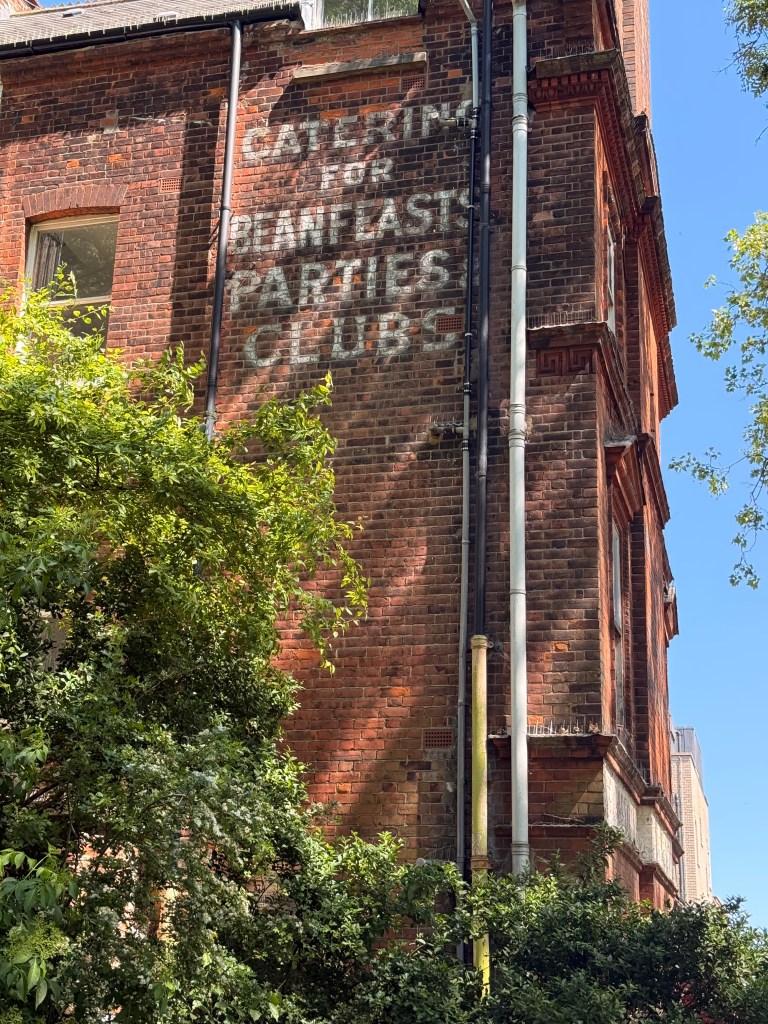 CATERING
FOR
BEANFEASTS
PARTIES
CLUBS